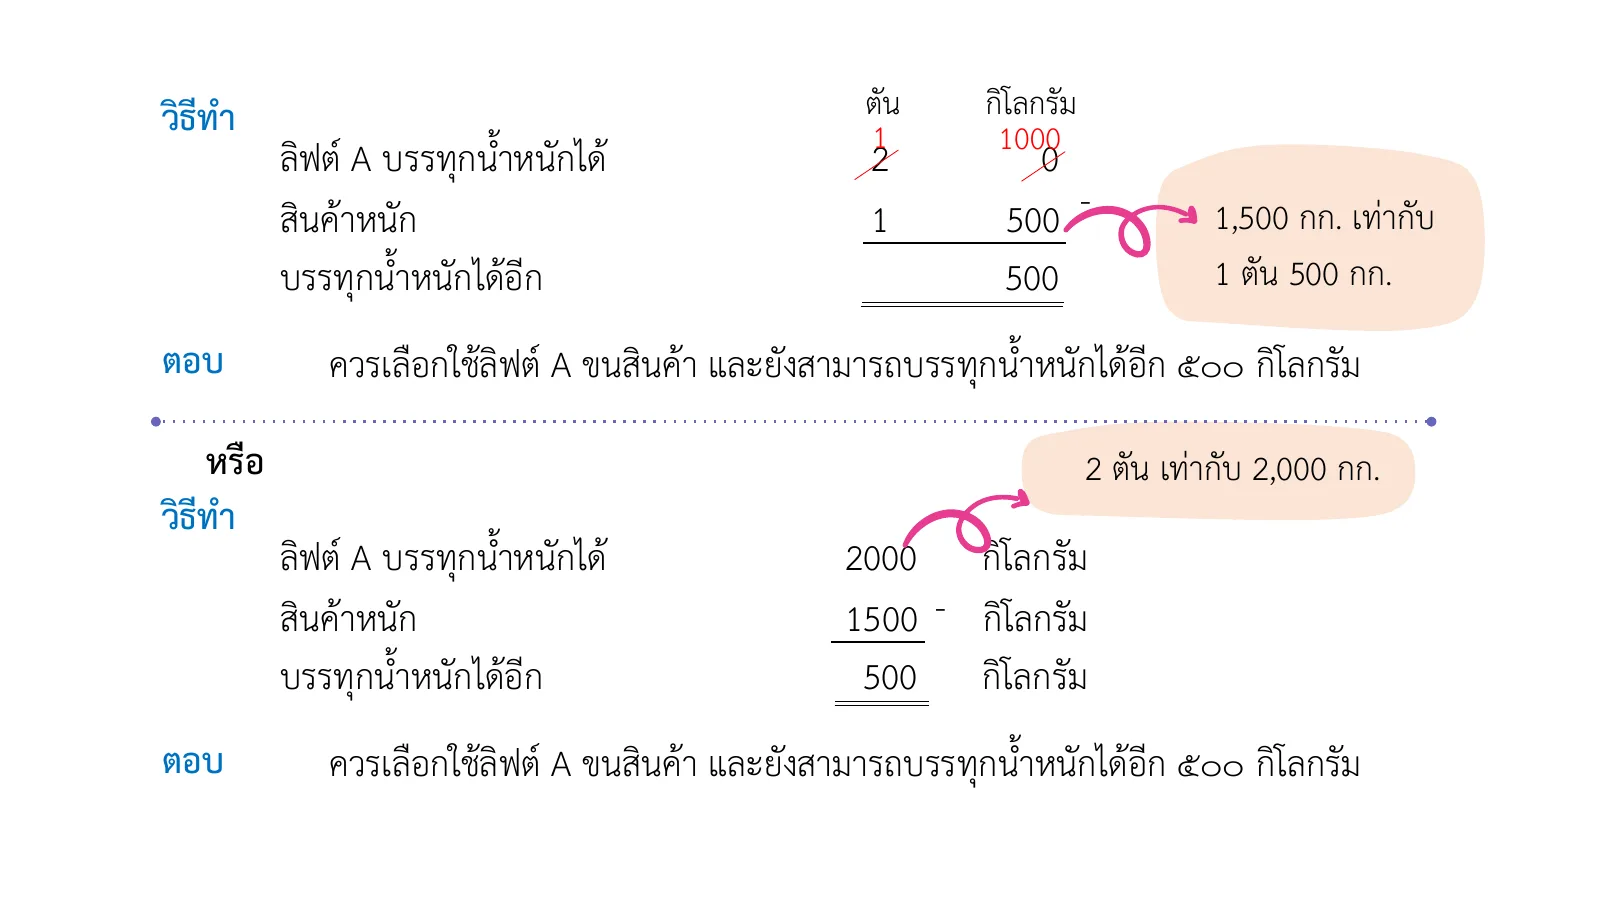 วิธีทำ
ตัน กิโลกรัม
1 1000
ลิฟต์ A บรรทุกน้ำหนักได้ 2 0
สินค้าหนัก 1 500 -
บรรทุกน้ำหนักได้อีก 500
1,500 กก. เท่ากับ
1 ตัน 500 กก.
ตอบ ควรเลือกใช้ลิฟต์ A ขนสินค้า และยังสามารถบรรทุกน้ำหนักได้อีก ๕๐๐ กิโลกรัม
หรือ
2 ตัน เท่ากับ 2,000 กก.
วิธีทำ
ลิฟต์ A บรรทุกน้ำหนักได้ 2000 กิโลกรัม
สินค้าหนัก 1500 - กิโลกรัม
บรรทุกน้ำหนักได้อีก 500 กิโลกรัม
ตอบ ควรเลือกใช้ลิฟต์ A ขนสินค้า และยังสามารถบรรทุกน้ำหนักได้อีก ๕๐๐ กิโลกรัม